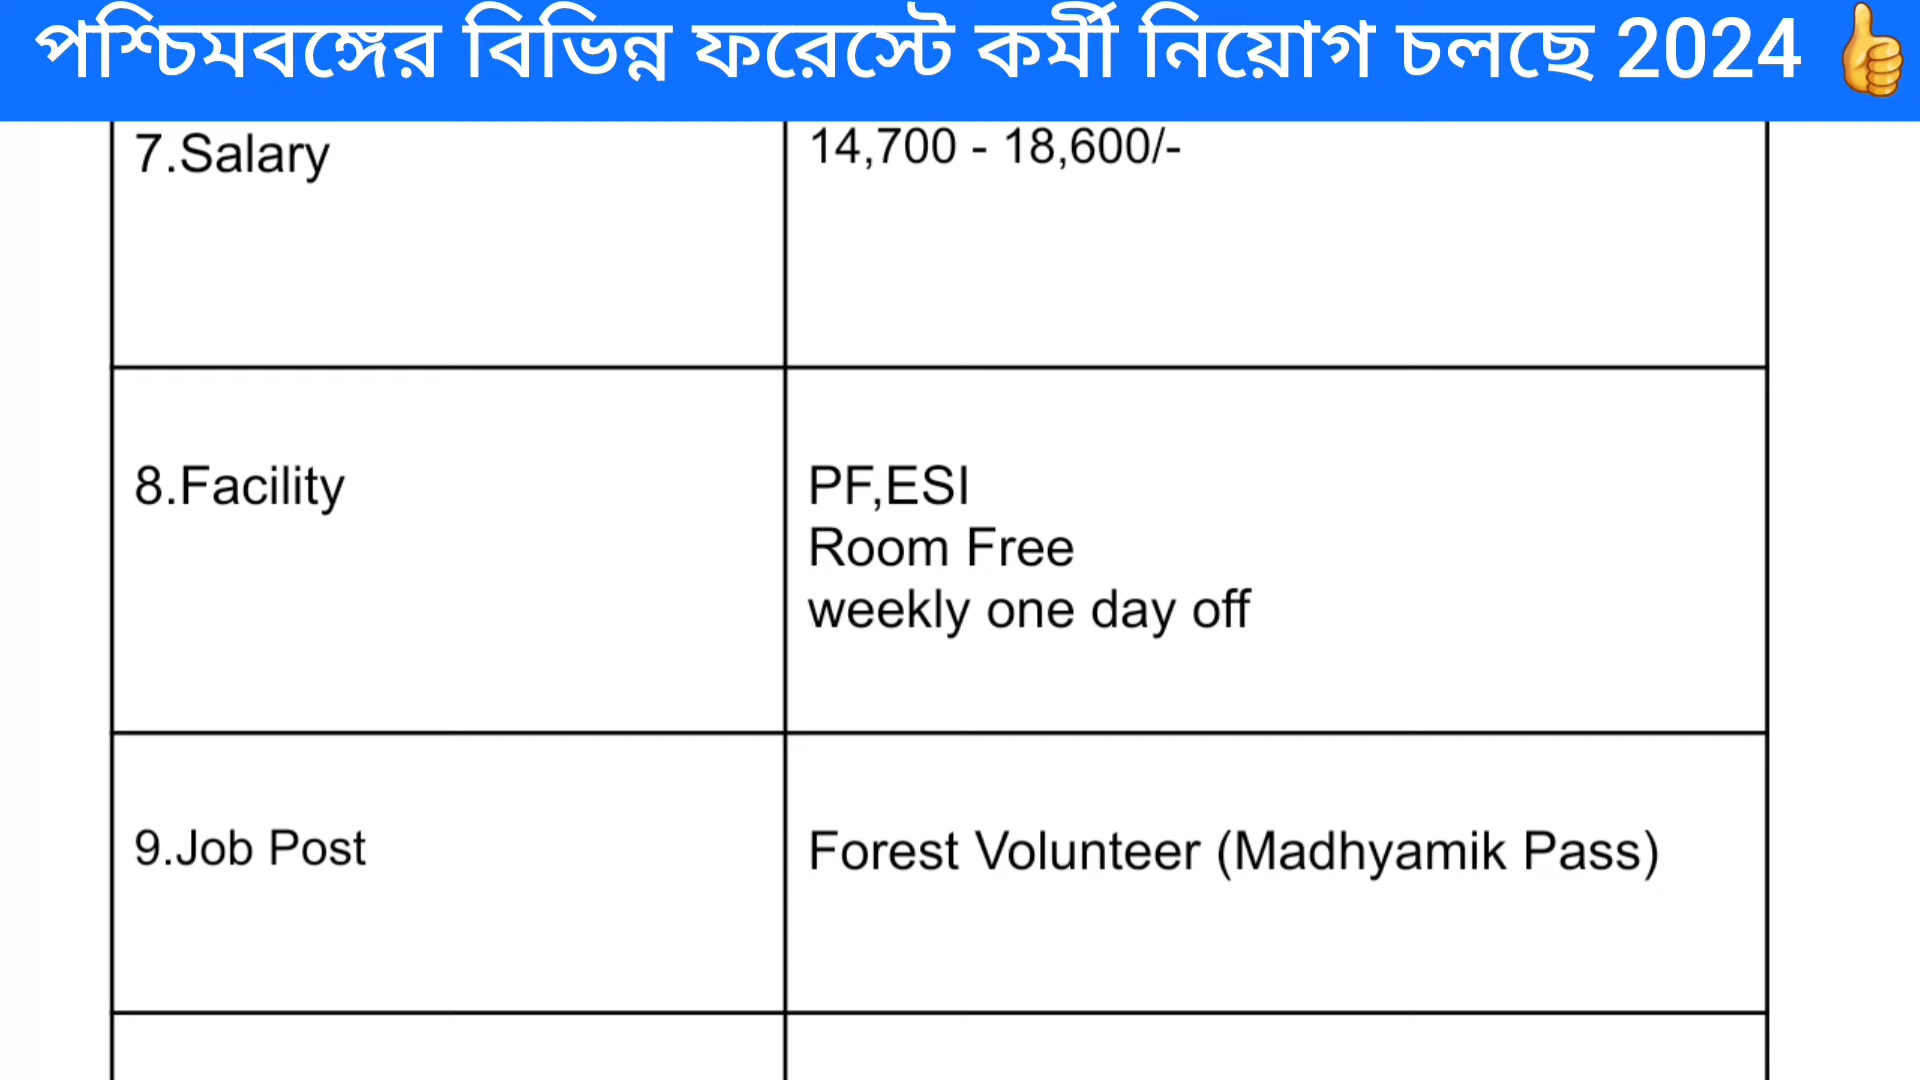 পশ্চিমবঙ্গের বিভিন্ন ফরেস্টে কর্মী নিয়োগ চলছে 2024 👍
7.Salary
14,700 - 18,600/-
8.Facility
PF,ESI
Room Free
weekly one day off
9.Job Post
Forest Volunteer (Madhyamik Pass)